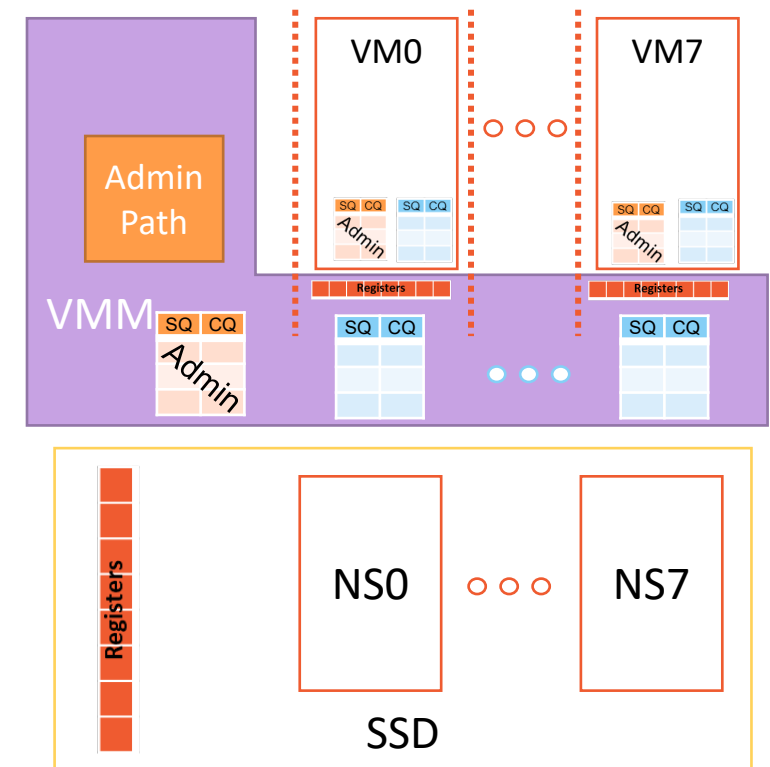 VM0
VM7
Admin
Path
SQ CQ
SQ CQ
Admin
SQ CQ
SQ CQ
Admin
Registers
Registers
VMM
SQ CQ
Admin
SQ CQ
SQ CQ
Registers
NS0
NS7
SSD